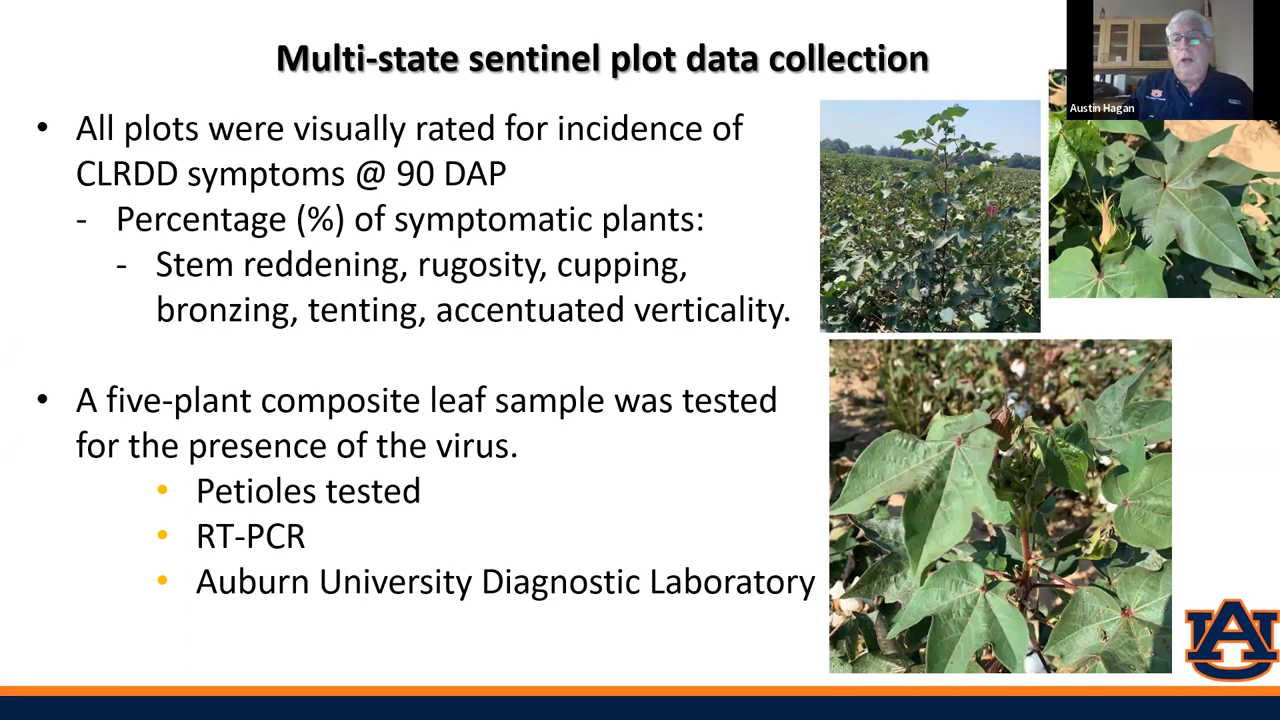 Multi-state sentinel plot data collection
• All plots were visually rated for incidence of
CLRDD symptoms @ 90 DAP
- Percentage (%) of symptomatic plants:
- Stem reddening, rugosity, cupping,
bronzing, tenting, accentuated verticality.
• A five-plant composite leaf sample was tested
for the presence of the virus.
• Petioles tested
• RT-PCR
• Auburn University Diagnostic Laboratory
Austin Hagan
AU